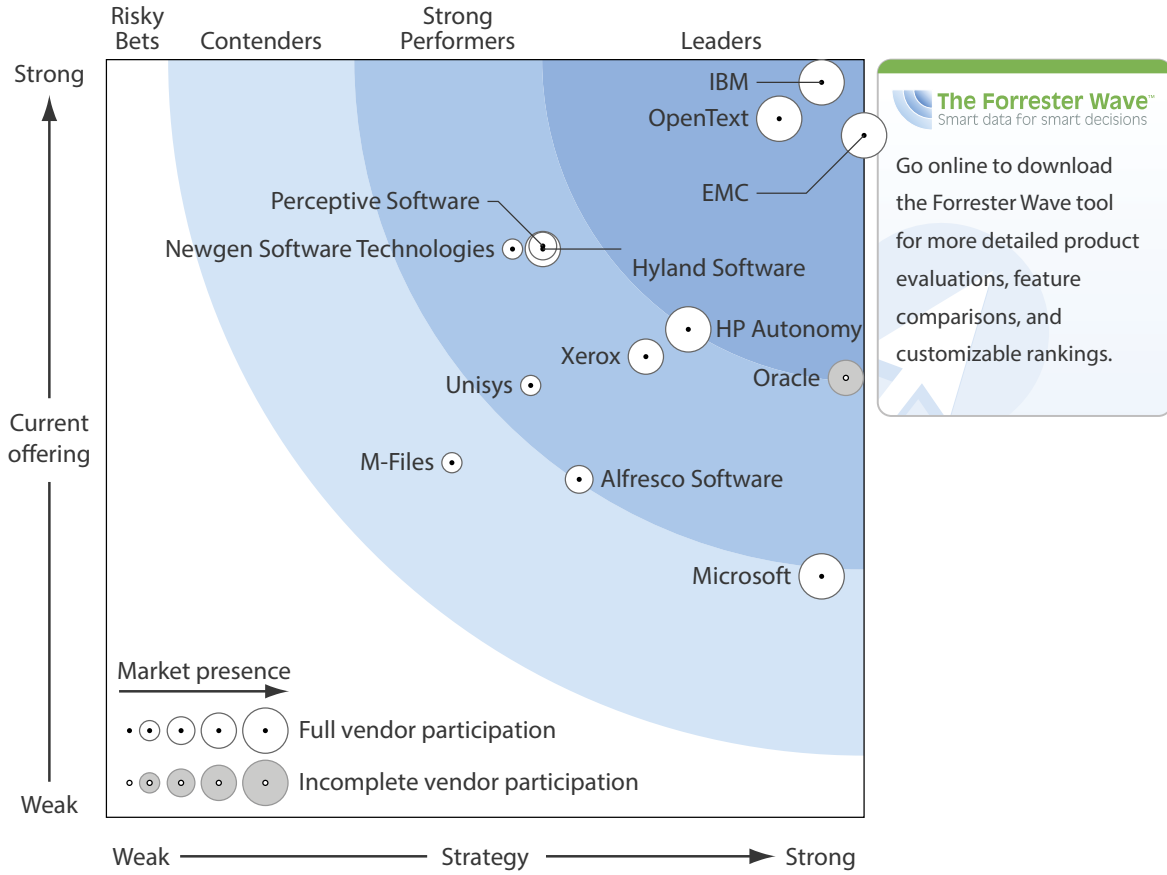 Risky
Bets
Contenders
Strong
Performers
Leaders
Strong
Current
offering
Weak
IBM
OpenText
EMC
Perceptive Software
Newgen Software Technologies
Hyland Software
HP Autonomy
Xerox
Oracle
Unisys
M-Files
Alfresco Software
Microsoft
Market presence
Full vendor participation
Incomplete vendor participation
Weak
Strategy
Strong
The Forrester Wave™
Smart data for smart decisions
Go online to download
the Forrester Wave tool
for more detailed product
evaluations, feature
comparisons, and
customizable rankings.